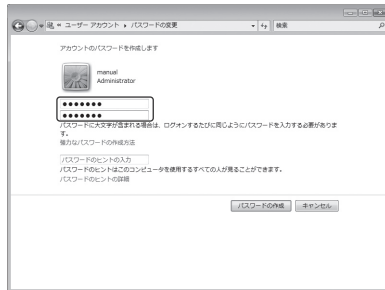 « ユーザー アカウント ▸ パスワードの変更
検索
アカウントのパスワードを作成します
manual
Administrator
●●●●●●●
●●●●●●●
パスワードに大文字が含まれる場合は、ログオンするたびに同じようにパスワードを入力する必要がありま
す。
強力なパスワードの作成方法
パスワードのヒントの入力
パスワードのヒントはこのコンピュータを使用するすべての人が見ることができます。
パスワードのヒントの詳細
パスワードの作成
キャンセル